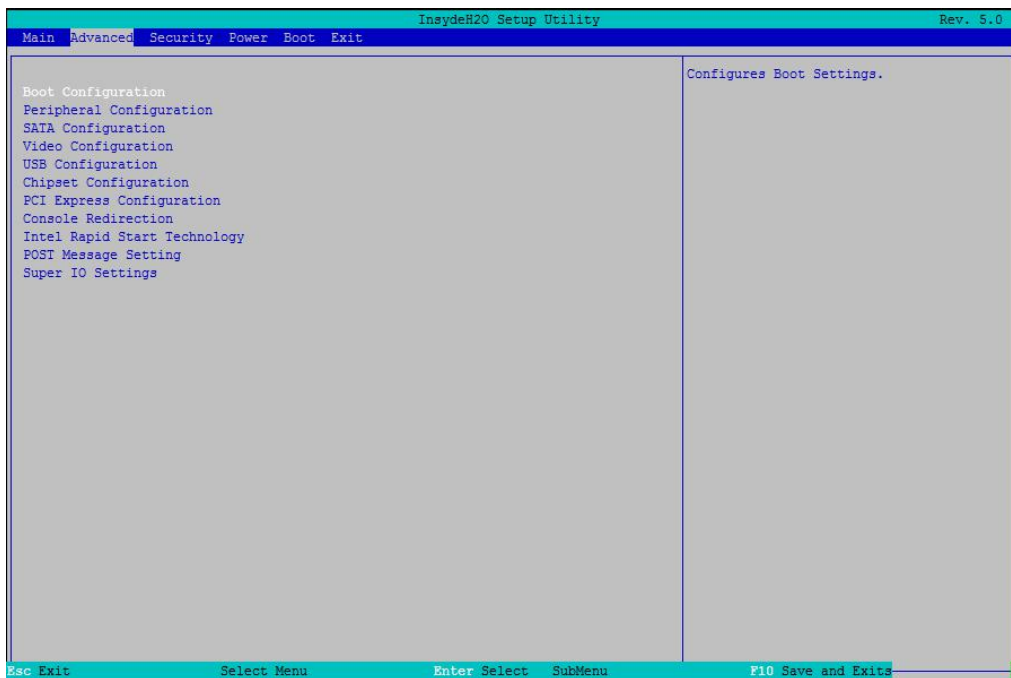 InsydeH2O Setup Utility Rev. 5.0
Main Advanced Security Power Boot Exit
Configures Boot Settings.
Boot Configuration
Peripheral Configuration
SATA Configuration
Video Configuration
USB Configuration
Chipset Configuration
PCI Express Configuration
Console Redirection
Intel Rapid Start Technology
POST Message Setting
Super IO Settings
Esc Exit Select Menu Enter Select SubMenu F10 Save and Exits